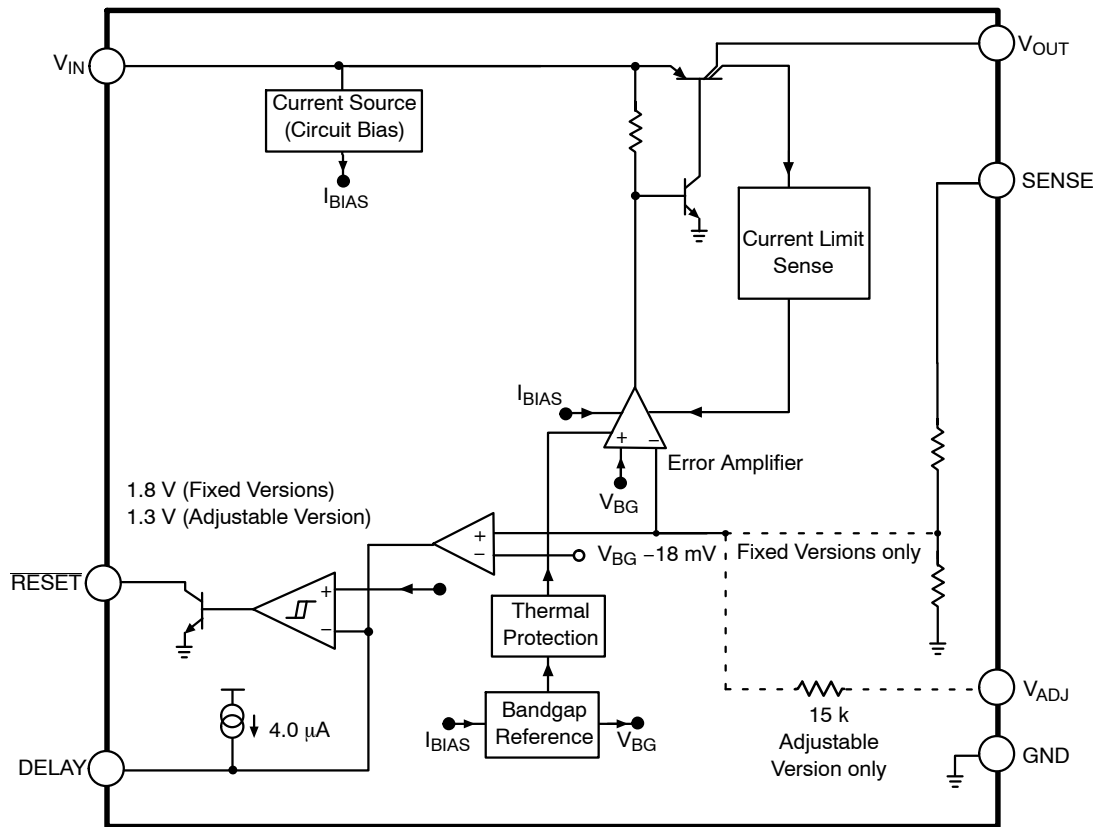 V_IN
V_OUT
Current Source
(Circuit Bias)
I_BIAS
SENSE
Current Limit
Sense
I_BIAS
+ −
Error Amplifier
V_BG
1.8 V (Fixed Versions)
1.3 V (Adjustable Version)
+
−
V_BG −18 mV
Fixed Versions only
RESET
+
−
Thermal
Protection
V_ADJ
15 k
Adjustable
Version only
4.0 μA
I_BIAS
Bandgap
Reference
V_BG
GND
DELAY